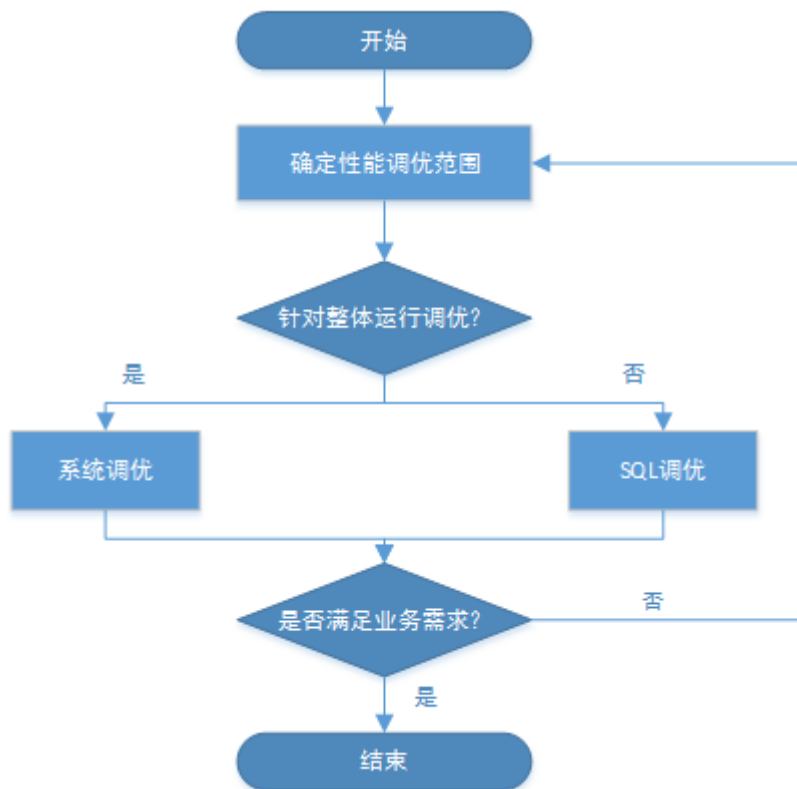 开始
确定性能调优范围
针对整体运行调优?
是
否
系统调优
SQL调优
是否满足业务需求?
否
是
结束